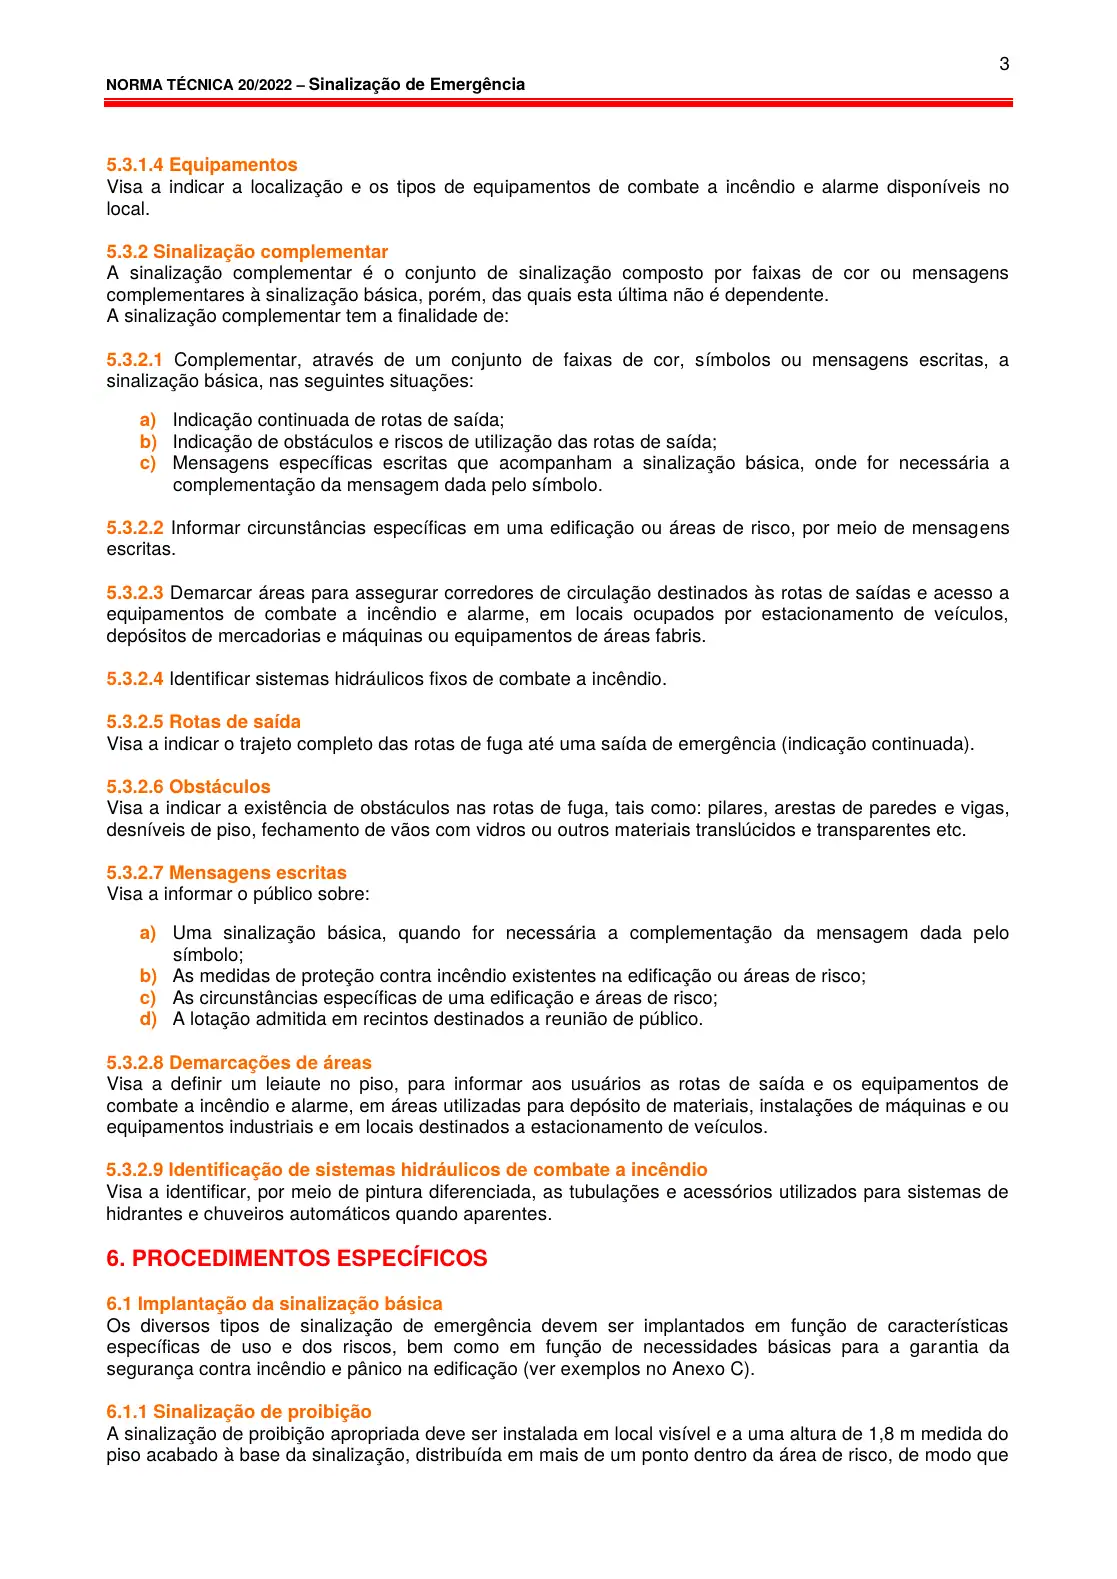 3
NORMA TÉCNICA 20/2022 – Sinalização de Emergência
5.3.1.4 Equipamentos
Visa a indicar a localização e os tipos de equipamentos de combate a incêndio e alarme disponíveis no
local.
5.3.2 Sinalização complementar
A sinalização complementar é o conjunto de sinalização composto por faixas de cor ou mensagens
complementares à sinalização básica, porém, das quais esta última não é dependente.
A sinalização complementar tem a finalidade de:
5.3.2.1 Complementar, através de um conjunto de faixas de cor, símbolos ou mensagens escritas, a
sinalização básica, nas seguintes situações:
a) Indicação continuada de rotas de saída;
b) Indicação de obstáculos e riscos de utilização das rotas de saída;
c) Mensagens específicas escritas que acompanham a sinalização básica, onde for necessária a
complementação da mensagem dada pelo símbolo.
5.3.2.2 Informar circunstâncias específicas em uma edificação ou áreas de risco, por meio de mensagens
escritas.
5.3.2.3 Demarcar áreas para assegurar corredores de circulação destinados às rotas de saídas e acesso a
equipamentos de combate a incêndio e alarme, em locais ocupados por estacionamento de veículos,
depósitos de mercadorias e máquinas ou equipamentos de áreas fabris.
5.3.2.4 Identificar sistemas hidráulicos fixos de combate a incêndio.
5.3.2.5 Rotas de saída
Visa a indicar o trajeto completo das rotas de fuga até uma saída de emergência (indicação continuada).
5.3.2.6 Obstáculos
Visa a indicar a existência de obstáculos nas rotas de fuga, tais como: pilares, arestas de paredes e vigas,
desníveis de piso, fechamento de vãos com vidros ou outros materiais translúcidos e transparentes etc.
5.3.2.7 Mensagens escritas
Visa a informar o público sobre:
a) Uma sinalização básica, quando for necessária a complementação da mensagem dada pelo
símbolo;
b) As medidas de proteção contra incêndio existentes na edificação ou áreas de risco;
c) As circunstâncias específicas de uma edificação e áreas de risco;
d) A lotação admitida em recintos destinados a reunião de público.
5.3.2.8 Demarcações de áreas
Visa a definir um leiaute no piso, para informar aos usuários as rotas de saída e os equipamentos de
combate a incêndio e alarme, em áreas utilizadas para depósito de materiais, instalações de máquinas e ou
equipamentos industriais e em locais destinados a estacionamento de veículos.
5.3.2.9 Identificação de sistemas hidráulicos de combate a incêndio
Visa a identificar, por meio de pintura diferenciada, as tubulações e acessórios utilizados para sistemas de
hidrantes e chuveiros automáticos quando aparentes.
6. PROCEDIMENTOS ESPECÍFICOS
6.1 Implantação da sinalização básica
Os diversos tipos de sinalização de emergência devem ser implantados em função de características
específicas de uso e dos riscos, bem como em função de necessidades básicas para a garantia da
segurança contra incêndio e pânico na edificação (ver exemplos no Anexo C).
6.1.1 Sinalização de proibição
A sinalização de proibição apropriada deve ser instalada em local visível e a uma altura de 1,8 m medida do
piso acabado à base da sinalização, distribuída em mais de um ponto dentro da área de risco, de modo que